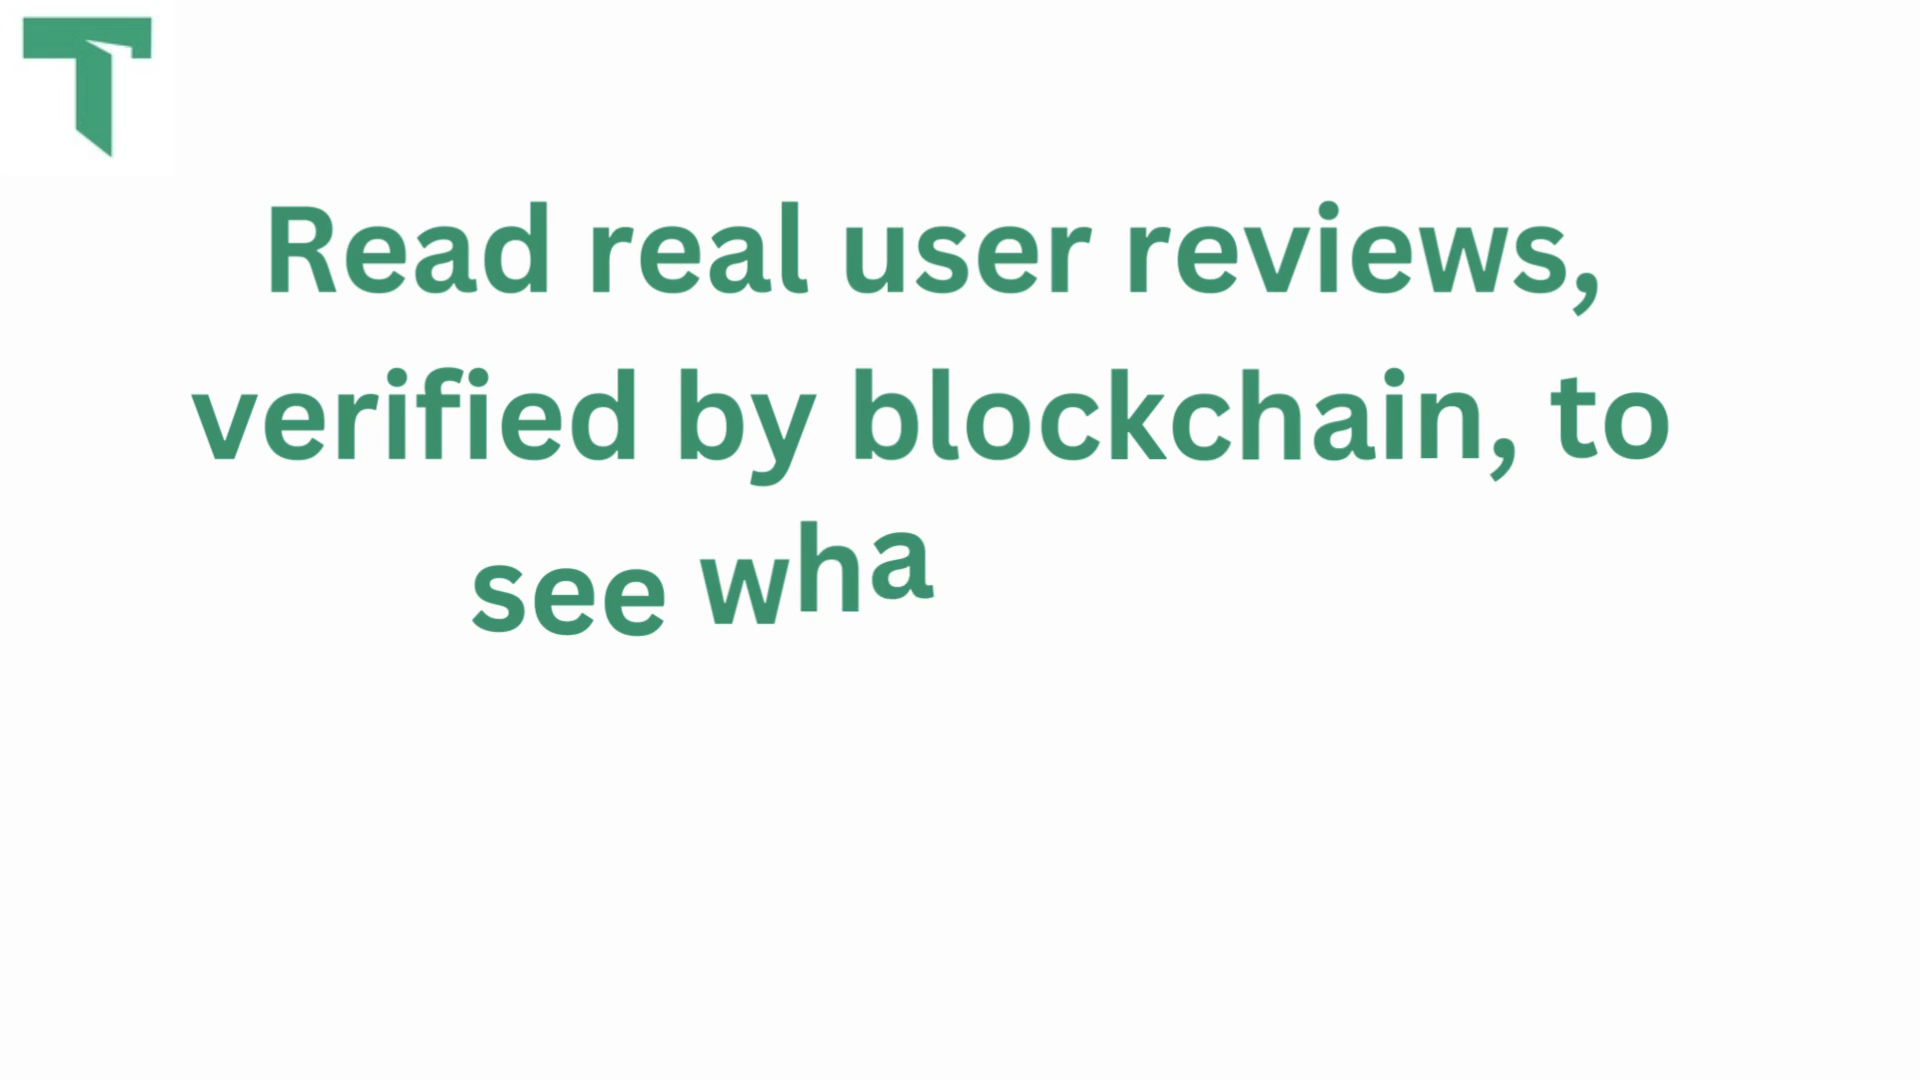 T
Read real user reviews,
verified by blockchain, to
see wha